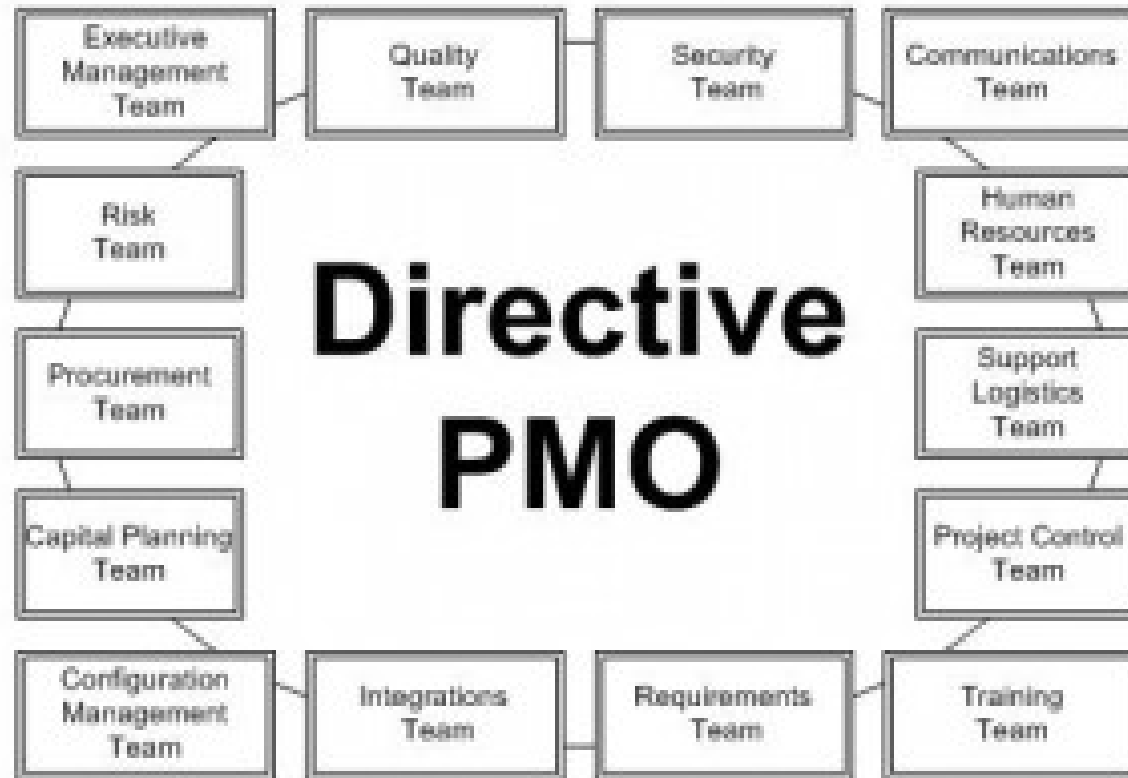 Executive
Management
Team
Quality
Team
Security
Team
Communications
Team
Risk
Team
Human
Resources
Team
Directive
PMO
Procurement
Team
Support
Logistics
Team
Capital Planning
Team
Project Control
Team
Configuration
Management
Team
Integrations
Team
Requirements
Team
Training
Team